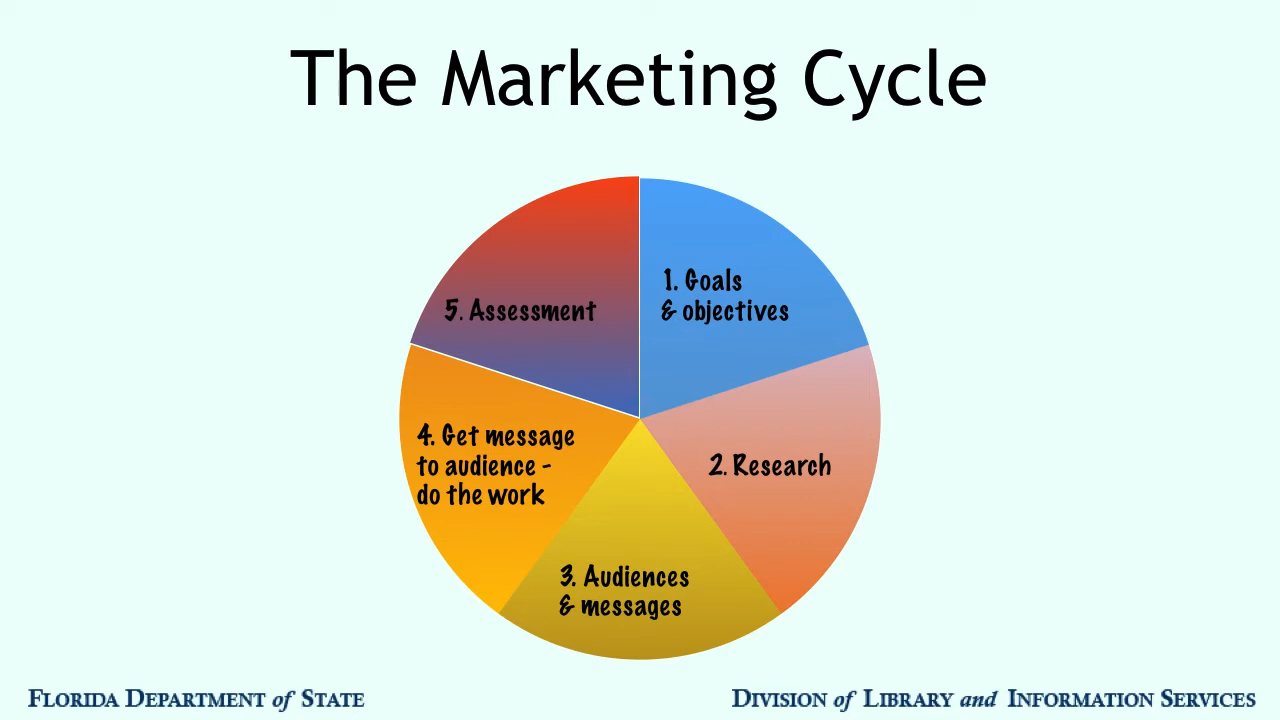 The Marketing Cycle
1. Goals
& objectives
2. Research
3. Audiences
& messages
4. Get message
to audience -
do the work
5. Assessment
FLORIDA DEPARTMENT of STATE
DIVISION of LIBRARY and INFORMATION SERVICES